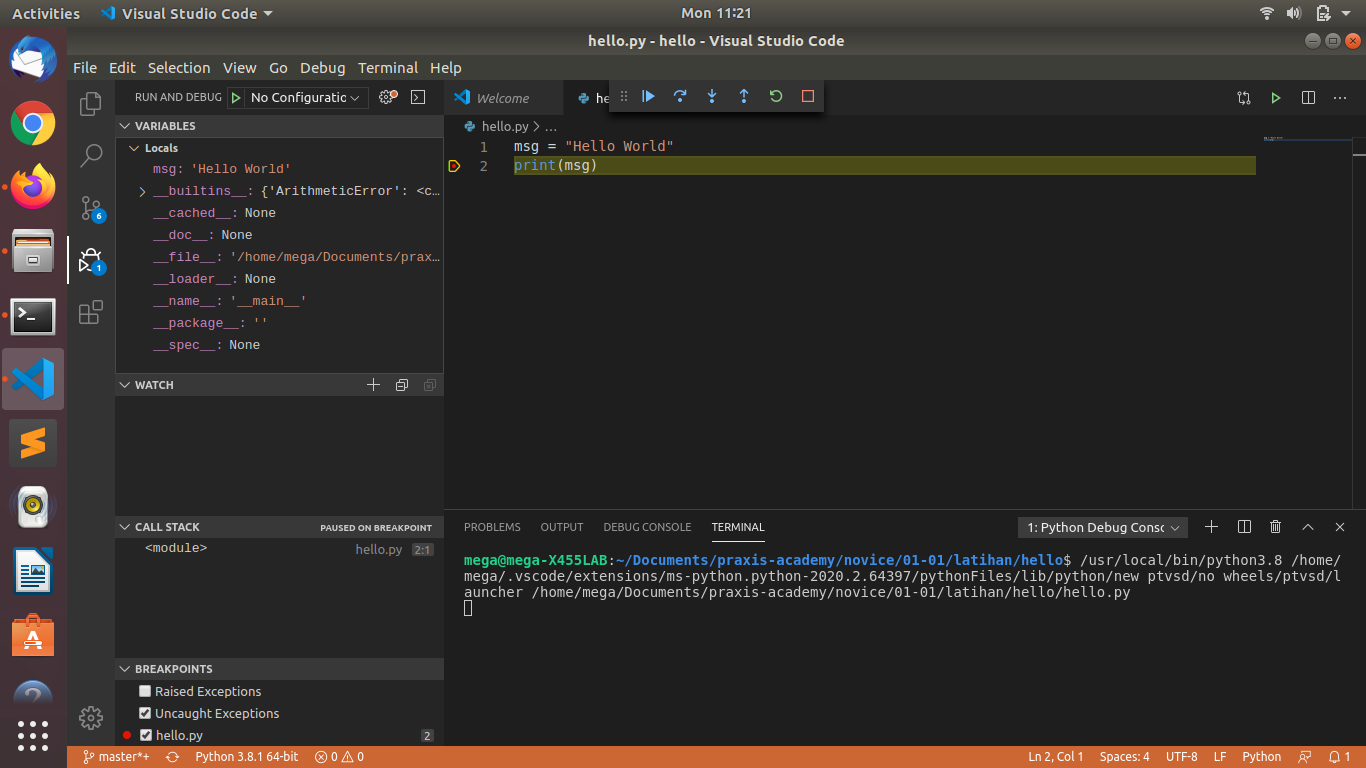 Activities Visual Studio Code Mon 11:21
hello.py - hello - Visual Studio Code
File Edit Selection View Go Debug Terminal Help
RUN AND DEBUG No Configuratic
VARIABLES
Locals
msg: 'Hello World'
__builtins__: {'ArithmeticError': <c…
__cached__: None
__doc__: None
__file__: '/home/mega/Documents/prax…
__loader__: None
__name__: '__main__'
__package__: ''
__spec__: None
WATCH
CALL STACK PAUSED ON BREAKPOINT
<module> hello.py 2:1
BREAKPOINTS
Raised Exceptions
Uncaught Exceptions
hello.py 2
6
1
Welcome he
hello.py > …
1 msg = "Hello World"
2 print(msg)
PROBLEMS OUTPUT DEBUG CONSOLE TERMINAL 1: Python Debug Consc
mega@mega-X455LAB:~/Documents/praxis-academy/novice/01-01/latihan/hello$ /usr/local/bin/python3.8 /home/
mega/.vscode/extensions/ms-python.python-2020.2.64397/pythonFiles/lib/python/new ptvsd/no wheels/ptvsd/l
auncher /home/mega/Documents/praxis-academy/novice/01-01/latihan/hello/hello.py
master*+ Python 3.8.1 64-bit 0 0 Ln 2, Col 1 Spaces: 4 UTF-8 LF Python 1